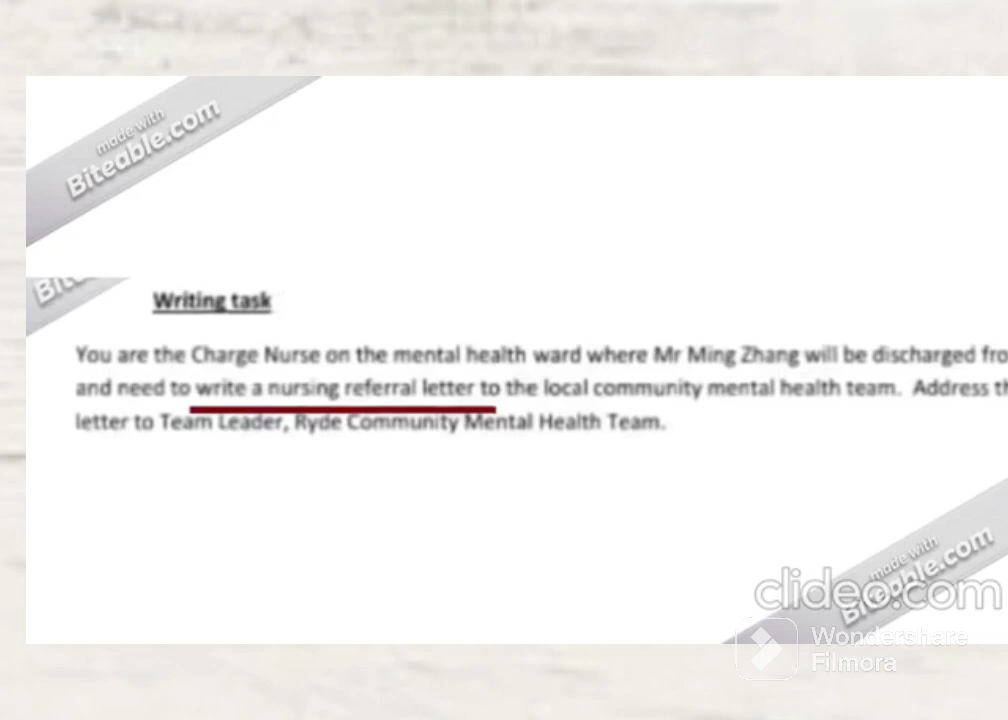 made with
Biteable.com
Writing task
You are the Charge Nurse on the mental health ward where Mr Ming Zhang will be discharged fro
and need to write a nursing referral letter to the local community mental health team. Address th
letter to Team Leader, Ryde Community Mental Health Team.
made with
Biteable.com
clideo.com
Wondershare
Filmora